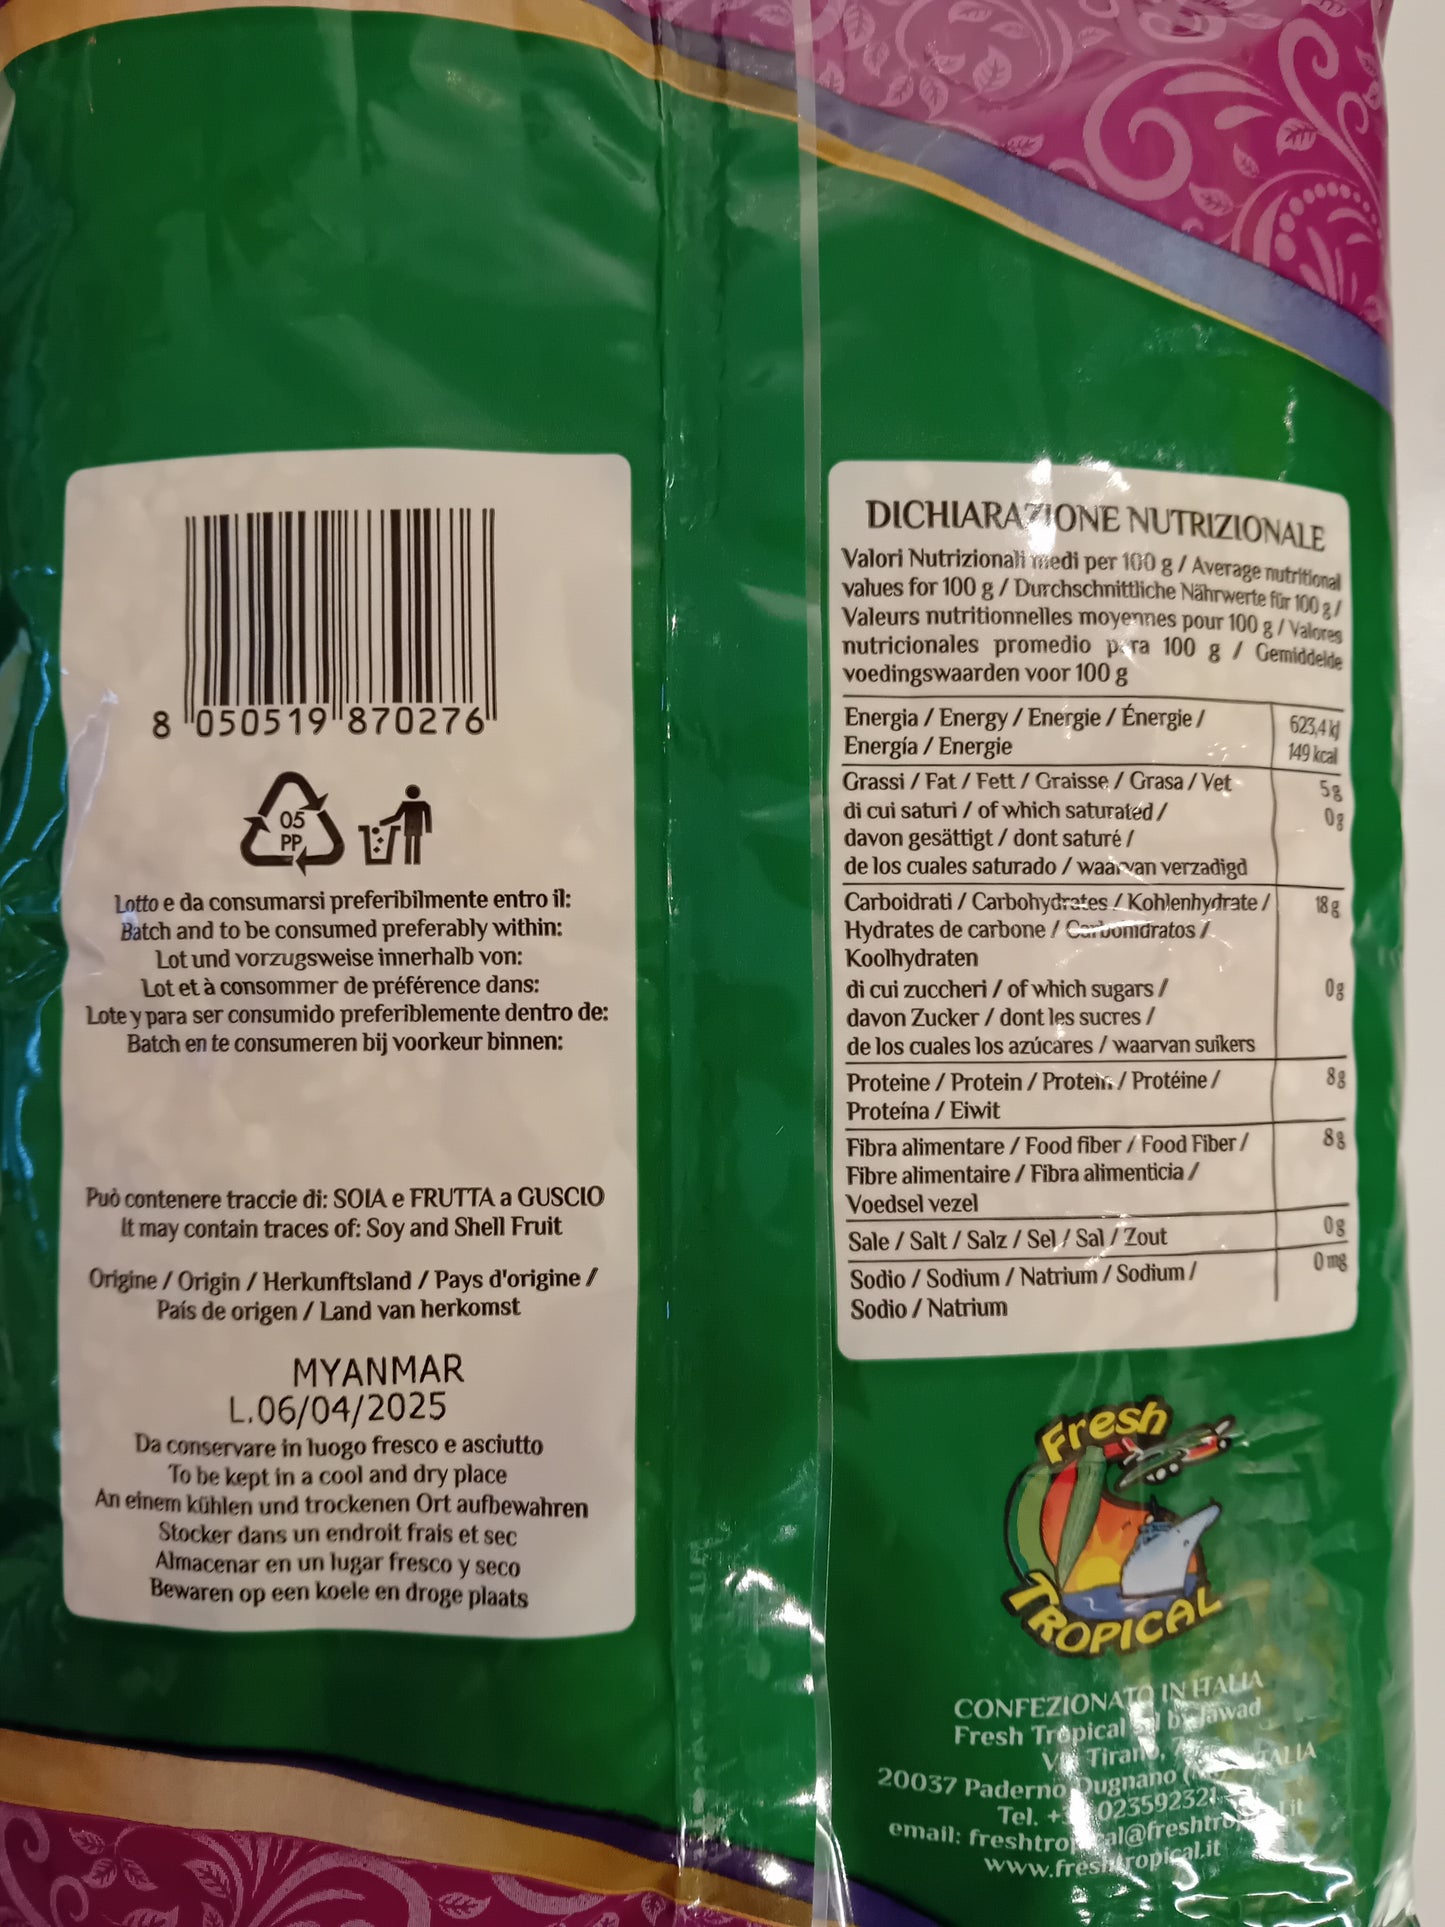 8 050519 870276
05
PP
Lotto e da consumarsi preferibilmente entro il:
Batch and to be consumed preferably within:
Lot und vorzugsweise innerhalb von:
Lot et à consommer de préférence dans:
Lote y para ser consumido preferiblemente dentro de:
Batch en te consumeren bij voorkeur binnen:
Può contenere traccie di: SOIA e FRUTTA a GUSCIO
It may contain traces of: Soy and Shell Fruit
Origine / Origin / Herkunftsland / Pays d'origine /
País de origen / Land van herkomst
MYANMAR
L.06/04/2025
Da conservare in luogo fresco e asciutto
To be kept in a cool and dry place
An einem kühlen und trockenen Ort aufbewahren
Stocker dans un endroit frais et sec
Almacenar en un lugar fresco y seco
Bewaren op een koele en droge plaats
DICHIARAZIONE NUTRIZIONALE
Valori Nutrizionali medi per 100 g / Average nutritional
values for 100 g / Durchschnittliche Nährwerte für 100 g /
Valeurs nutritionnelles moyennes pour 100 g / Valores
nutricionales promedio para 100 g / Gemiddelde
voedingswaarden voor 100 g
Energia / Energy / Energie / Énergie / 623,4 kJ
Energía / Energie 149 kcal
Grassi / Fat / Fett / Graisse / Grasa / Vet 5g
di cui saturi / of which saturated / 0g
davon gesättigt / dont saturé /
de los cuales saturado / waarvan verzadigd
Carboidrati / Carbohydrates / Kohlenhydrate / 18 g
Hydrates de carbone / Carbohidratos /
Koolhydraten
di cui zuccheri / of which sugars / 0g
davon Zucker / dont les sucres /
de los cuales los azúcares / waarvan suikers
Proteine / Protein / Protein / Protéine / 8g
Proteína / Eiwit
Fibra alimentare / Food fiber / Food Fiber / 8g
Fibre alimentaire / Fibra alimenticia /
Voedsel vezel
Sale / Salt / Salz / Sel / Sal / Zout 0g
Sodio / Sodium / Natrium / Sodium / 0 mg
Sodio / Natrium
Fresh
TROPICAL
CONFEZIONATO IN ITALIA
Fresh Tropical by Jawad
Tirano, ITALIA
20037 Paderno Dugnano
Tel.
email:
www.freshtropical.it